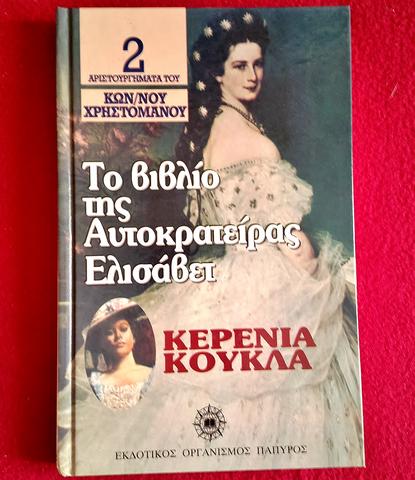 2
ΑΡΙΣΤΟΥΡΓΗΜΑΤΑ ΤΟΥ
ΚΩΝ/ΝΟΥ
ΧΡΗΣΤΟΜΑΝΟΥ
Το βιβλίο
της
Αυτοκρατείρας
Ελισάβετ
ΚΕΡΕΝΙΑ
ΚΟΥΚΛΑ
ΕΚΔΟΤΙΚΟΣ ΟΡΓΑΝΙΣΜΟΣ ΠΑΠΥΡΟΣ